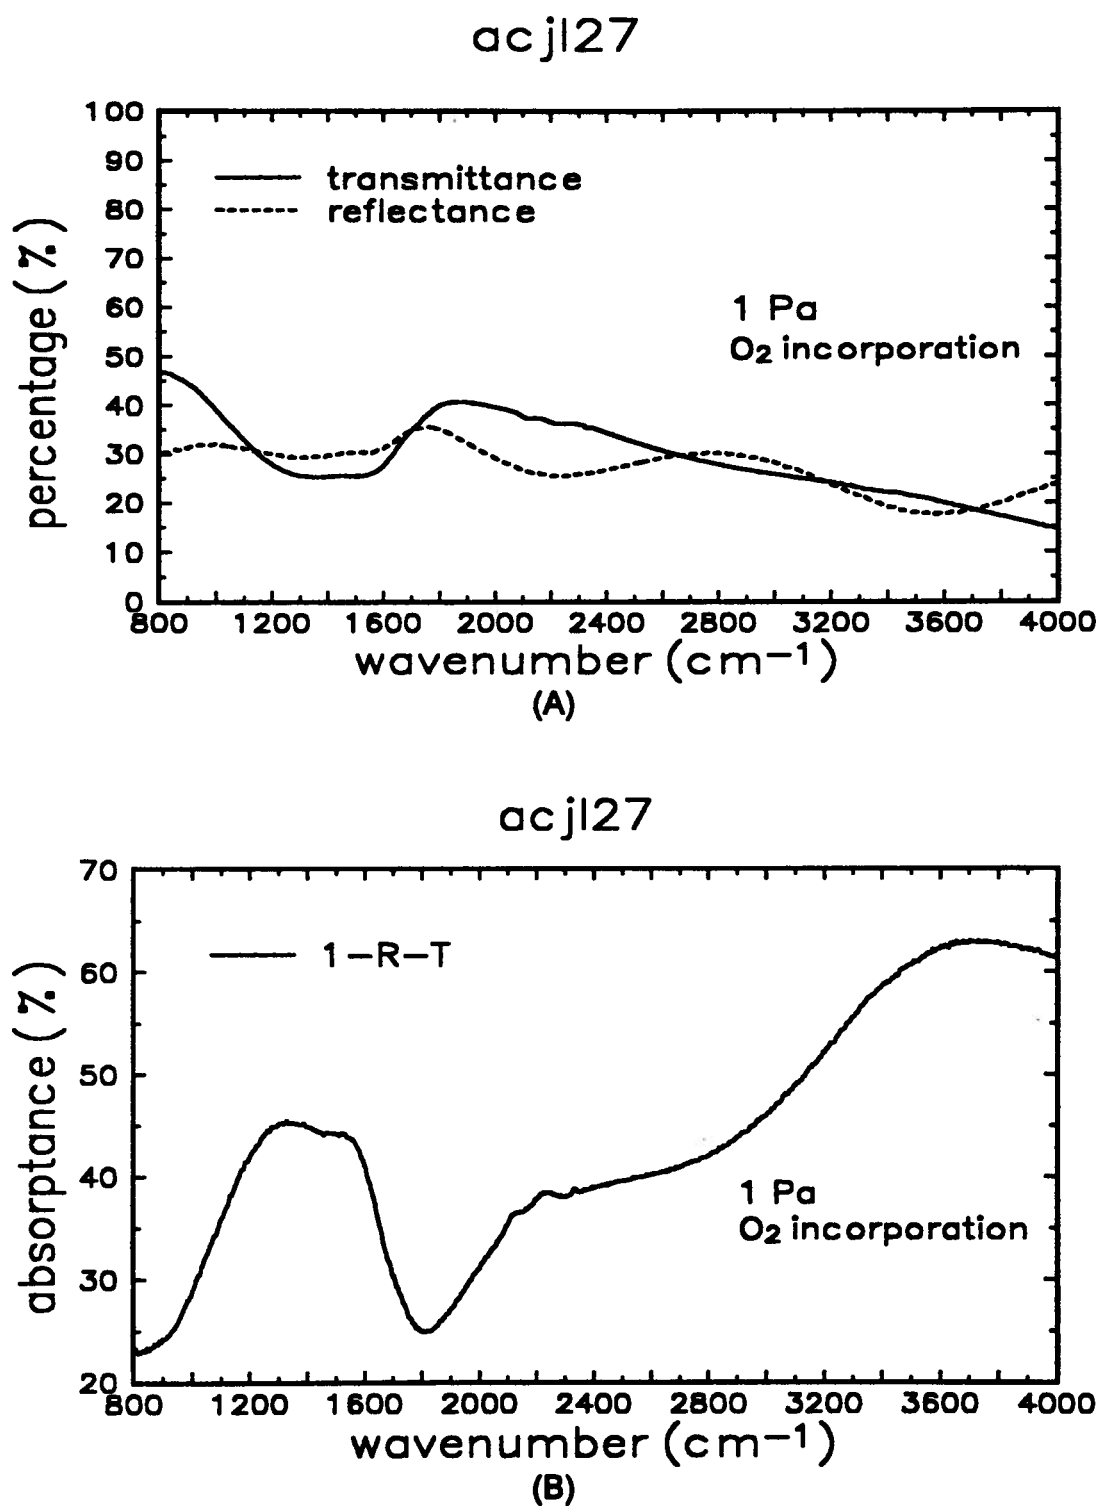 acjl27
100
90
80
70
60
50
40
30
20
10
0
percentage (%)
transmittance
reflectance
1 Pa
O2 incorporation
800 1200 1600 2000 2400 2800 3200 3600 4000
wavenumber (cm-1)
(A)
acjl27
70
60
50
40
30
20
absorptance (%)
1-R-T
1 Pa
O2 incorporation
800 1200 1600 2000 2400 2800 3200 3600 4000
wavenumber (cm-1)
(B)